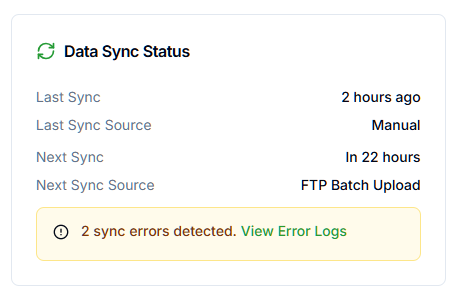 Data Sync Status
Last Sync 2 hours ago
Last Sync Source Manual
Next Sync In 22 hours
Next Sync Source FTP Batch Upload
2 sync errors detected. View Error Logs